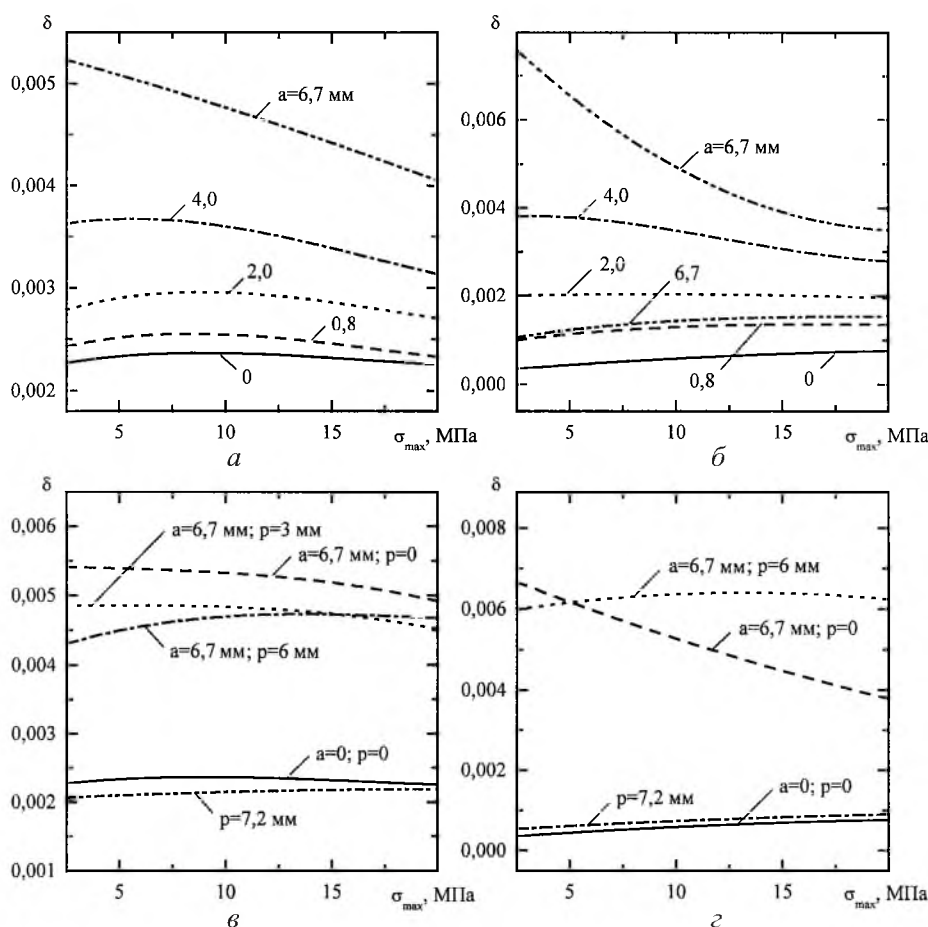 δ
0,005
0,004
0,003
0,002
a=6,7 мм
4,0
2,0
0,8
0
5
10
15
σmax, МПа
а
δ
0,006
0,004
0,002
0,000
a=6,7 мм
4,0
2,0
6,7
0,8
0
5
10
15
σmax, МПа
б
δ
0,006
0,005
0,004
0,003
0,002
0,001
a=6,7 мм; p=3 мм
a=6,7 мм; p=0
a=6,7 мм; p=6 мм
a=0; p=0
p=7,2 мм
5
10
15
σmax, МПа
в
δ
0,008
0,006
0,004
0,002
0,000
a=6,7 мм; p=6 мм
a=6,7 мм; p=0
a=0; p=0
p=7,2 мм
5
10
15
σmax, МПа
г